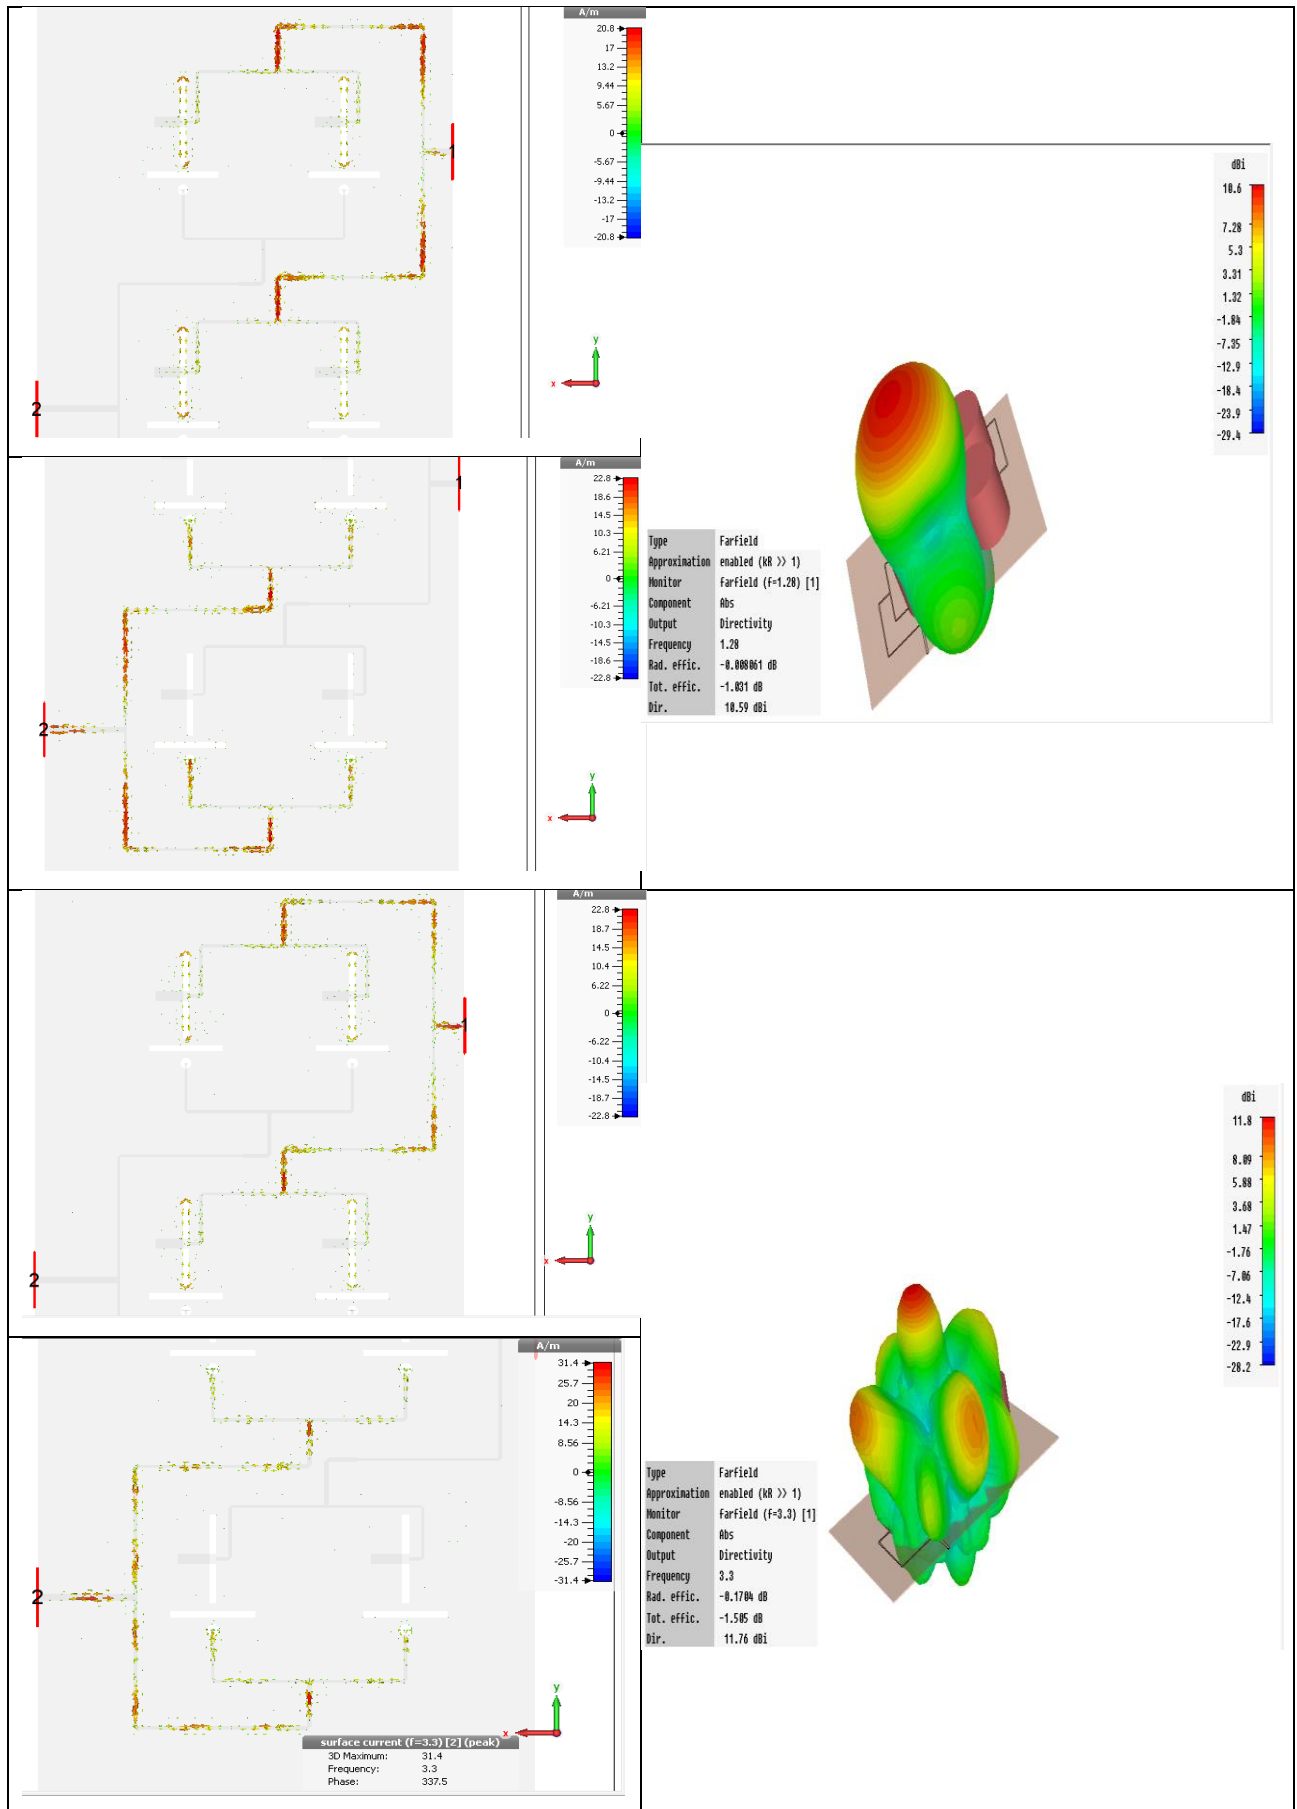 A/m
20.8
17
13.2
9.44
5.67
0
-5.67
-9.44
-13.2
-17
-20.8
1
2
y
x
dBi
10.6
7.28
5.3
3.31
1.32
-1.84
-7.35
-12.9
-18.4
-23.9
-29.4
Type Farfield
Approximation enabled (kR >> 1)
Monitor farfield (f=1.28) [1]
Component Abs
Output Directivity
Frequency 1.28
Rad. effic. -0.008061 dB
Tot. effic. -1.031 dB
Dir. 10.59 dBi
A/m
22.8
18.6
14.5
10.3
6.21
0
-6.21
-10.3
-14.5
-18.6
-22.8
1
2
y
x
A/m
22.8
18.7
14.5
10.4
6.22
0
-6.22
-10.4
-14.5
-18.7
-22.8
1
2
y
x
dBi
11.8
8.09
5.88
3.68
1.47
-1.76
-7.06
-12.4
-17.6
-22.9
-28.2
Type Farfield
Approximation enabled (kR >> 1)
Monitor farfield (f=3.3) [1]
Component Abs
Output Directivity
Frequency 3.3
Rad. effic. -0.1704 dB
Tot. effic. -1.505 dB
Dir. 11.76 dBi
A/m
31.4
25.7
20
14.3
8.56
0
-8.56
-14.3
-20
-25.7
-31.4
2
y
x
surface current (f=3.3) [2] (peak)
3D Maximum: 31.4
Frequency: 3.3
Phase: 337.5